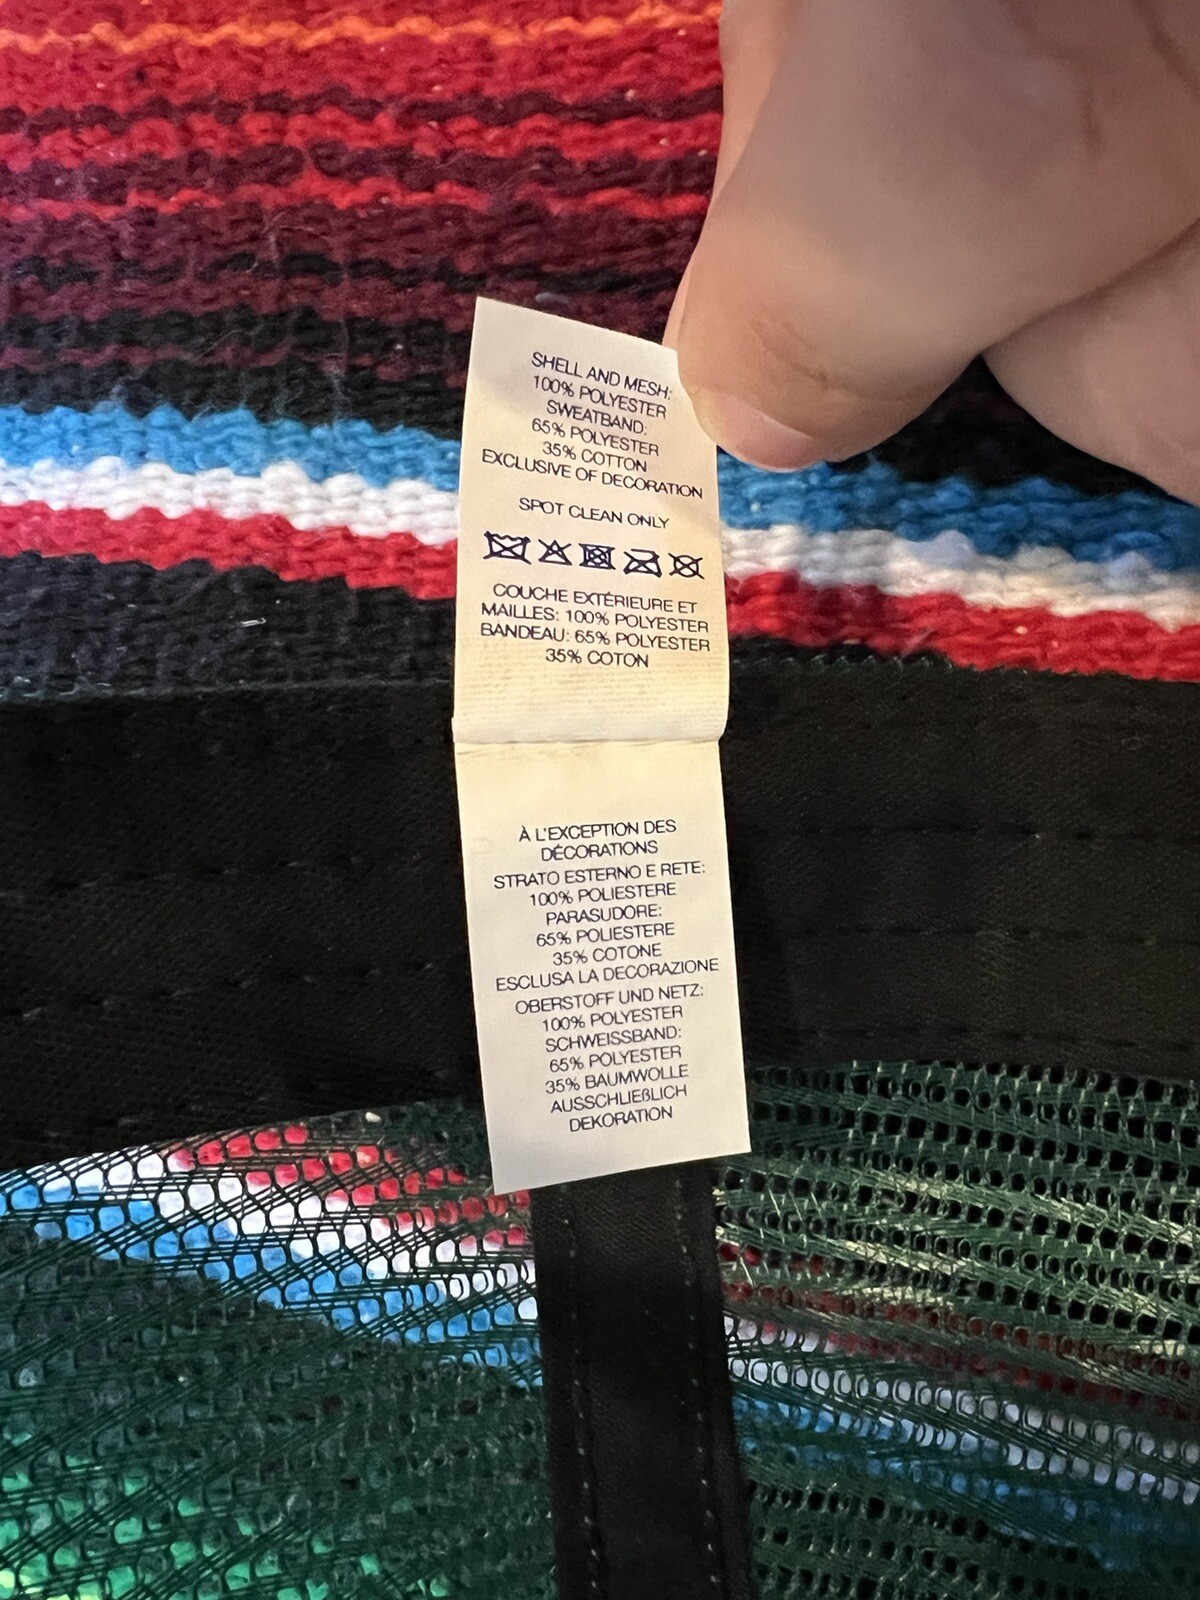 SHELL AND MESH:
100% POLYESTER
SWEATBAND:
65% POLYESTER
35% COTTON
EXCLUSIVE OF DECORATION
SPOT CLEAN ONLY
COUCHE EXTÉRIEURE ET
MAILLES: 100% POLYESTER
BANDEAU: 65% POLYESTER
35% COTON
À L'EXCEPTION DES
DÉCORATIONS
STRATO ESTERNO E RETE:
100% POLIESTERE
PARASUDORE:
65% POLIESTERE
35% COTONE
ESCLUSA LA DECORAZIONE
OBERSTOFF UND NETZ:
100% POLYESTER
SCHWEISSBAND:
65% POLYESTER
35% BAUMWOLLE
AUSSCHLIEßLICH
DEKORATION